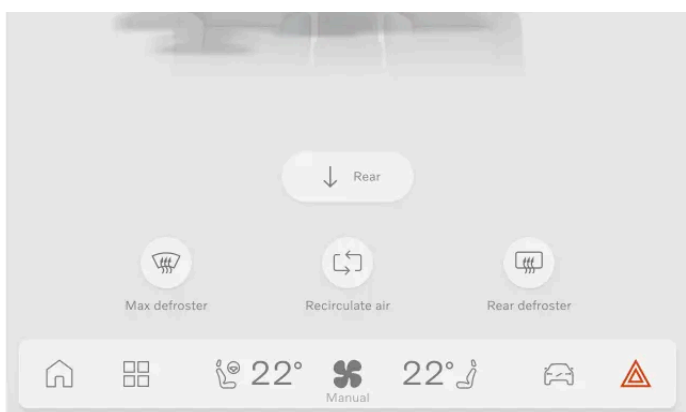 Rear
Max defroster
Recirculate air
Rear defroster
22°
22°
Manual